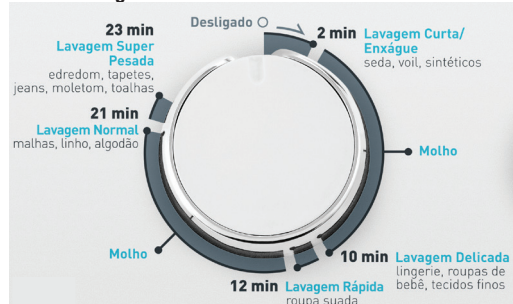 Desligado
23 min
Lavagem Super
Pesada
edredom, tapetes,
jeans, moletom, toalhas
21 min
Lavagem Normal
malhas, linho, algodão
Molho
2 min Lavagem Curta/
Enxágue
seda, voil, sintéticos
Molho
10 min Lavagem Delicada
lingerie, roupas de
bebê, tecidos finos
12 min Lavagem Rápida
roupa suada